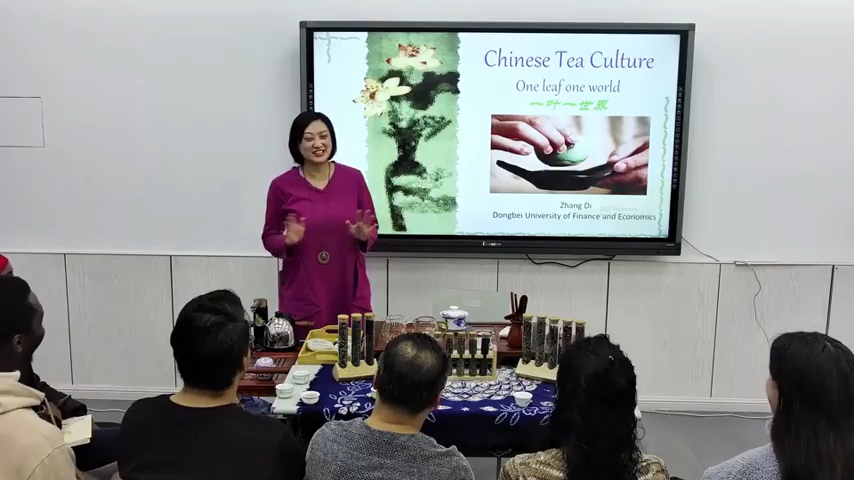 Chinese Tea Culture
One leaf one world
一叶一世界
Zhang Di
Dongbei University of Finance and Economics